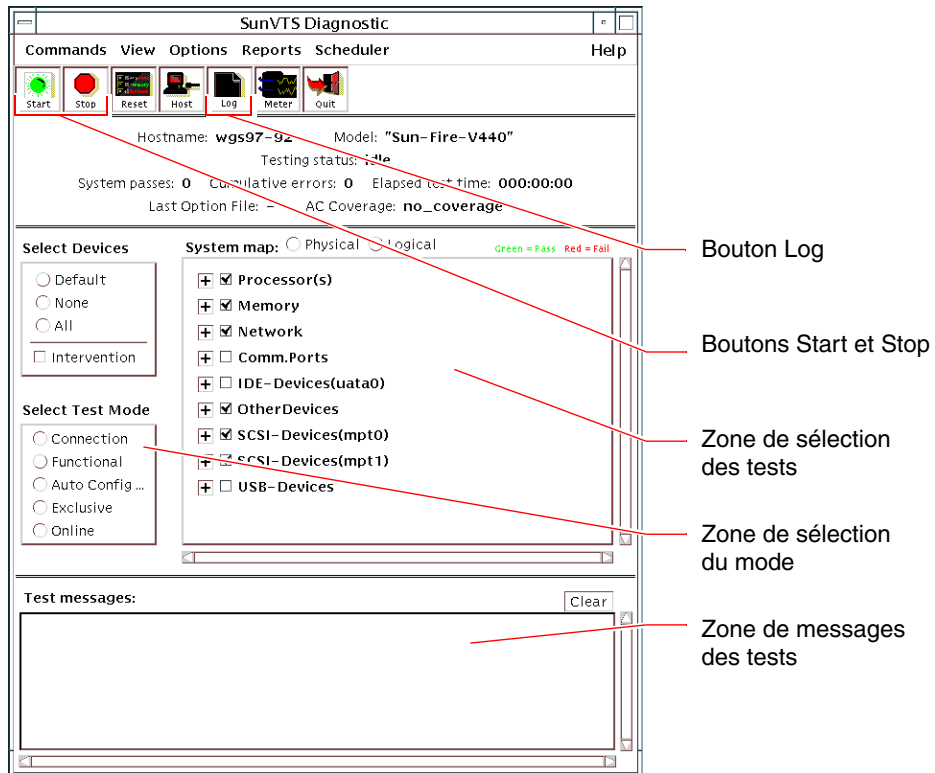 SunVTS Diagnostic
Commands View Options Reports Scheduler Help
Start Stop Reset Host Log Meter Quit
Hostname: wgs97-92 Model: "Sun-Fire-V440"
Testing status: idle
System passes: 0 Cumulative errors: 0 Elapsed test time: 000:00:00
Last Option File: - AC Coverage: no_coverage
Select Devices
Default
None
All
Intervention
Select Test Mode
Connection
Functional
Auto Config ...
Exclusive
Online
System map: Physical Logical Green = Pass Red = Fail
Processor(s)
Memory
Network
Comm.Ports
IDE-Devices(uata0)
OtherDevices
SCSI-Devices(mpt0)
SCSI-Devices(mpt1)
USB-Devices
Test messages: Clear
Bouton Log
Boutons Start et Stop
Zone de sélection
des tests
Zone de sélection
du mode
Zone de messages
des tests